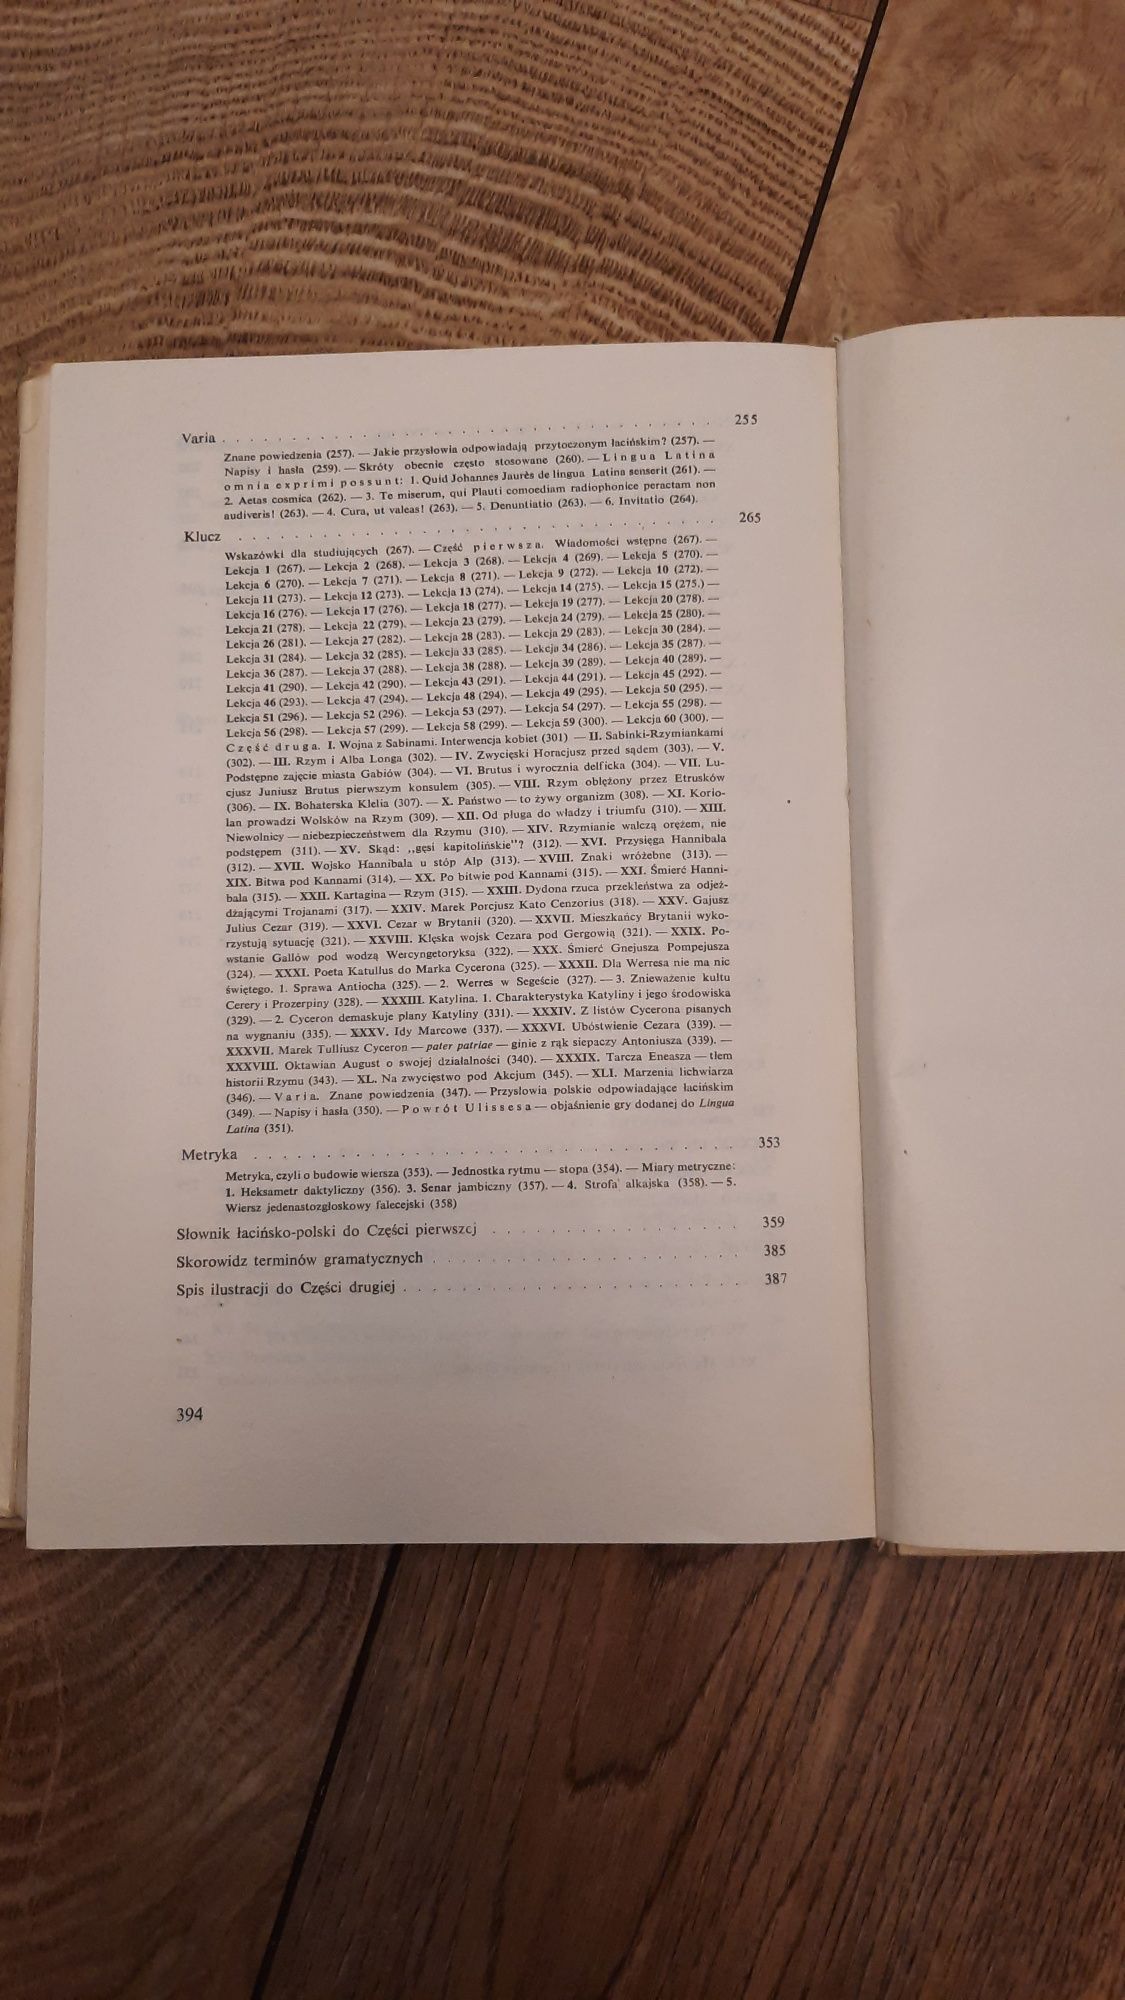 Varia . . . . . . . . . . . . . . . . . . . . . . . . . . . . . . . . . . . 255
Znane powiedzenia (257). — Jakie przysłowia odpowiadają przytoczonym łacińskim? (257). —
Napisy i hasła (259). — Skróty obecnie często stosowane (260). — Lingua Latina
omnia exprimi possunt: 1. Quid Johannes Jaurès de lingua Latina senserit (261). —
2. Aetas cosmica (262). — 3. Te miserum, qui Plauti comoediam radiophonice peractam non
audiveris! (263). — 4. Cura, ut valeas! (263). — 5. Denuntiatio (263). — 6. Invitatio (264).
Klucz . . . . . . . . . . . . . . . . . . . . . . . . . . . . . . . . . . . 265
Wskazówki dla studiujących (267). — Część pierwsza. Wiadomości wstępne (267). —
Lekcja 1 (267). — Lekcja 2 (268). — Lekcja 3 (268). — Lekcja 4 (269). — Lekcja 5 (270). —
Lekcja 6 (270). — Lekcja 7 (271). — Lekcja 8 (271). — Lekcja 9 (272). — Lekcja 10 (272). —
Lekcja 11 (273). — Lekcja 12 (273). — Lekcja 13 (274). — Lekcja 14 (275). — Lekcja 15 (275.) —
Lekcja 16 (276). — Lekcja 17 (276). — Lekcja 18 (277). — Lekcja 19 (277). — Lekcja 20 (278). —
Lekcja 21 (278). — Lekcja 22 (279). — Lekcja 23 (279). — Lekcja 24 (279). — Lekcja 25 (280). —
Lekcja 26 (281). — Lekcja 27 (282). — Lekcja 28 (283). — Lekcja 29 (283). — Lekcja 30 (284). —
Lekcja 31 (284). — Lekcja 32 (285). — Lekcja 33 (285). — Lekcja 34 (286). — Lekcja 35 (287). —
Lekcja 36 (287). — Lekcja 37 (288). — Lekcja 38 (288). — Lekcja 39 (289). — Lekcja 40 (289). —
Lekcja 41 (290). — Lekcja 42 (290). — Lekcja 43 (291). — Lekcja 44 (291). — Lekcja 45 (292). —
Lekcja 46 (293). — Lekcja 47 (294). — Lekcja 48 (294). — Lekcja 49 (295). — Lekcja 50 (295). —
Lekcja 51 (296). — Lekcja 52 (296). — Lekcja 53 (297). — Lekcja 54 (297). — Lekcja 55 (298). —
Lekcja 56 (298). — Lekcja 57 (299). — Lekcja 58 (299). — Lekcja 59 (300). — Lekcja 60 (300). —
Część druga. I. Wojna z Sabinami. Interwencja kobiet (301) — II. Sabinki-Rzymiankami
(302). — III. Rzym i Alba Longa (302). — IV. Zwycięski Horacjusz przed sądem (303). — V.
Podstępne zajęcie miasta Gabiów (304). — VI. Brutus i wyrocznia delficka (304). — VII. Lu-
cjusz Juniusz Brutus pierwszym konsulem (305). — VIII. Rzym oblężony przez Etrusków
(306). — IX. Bohaterska Klelia (307). — X. Państwo — to żywy organizm (308). — XI. Korio-
lan prowadzi Wolsków na Rzym (309). — XII. Od pługa do władzy i triumfu (310). — XIII.
Niewolnicy — niebezpieczeństwem dla Rzymu (310). — XIV. Rzymianie walczą orężem, nie
podstępem (311). — XV. Skąd: ,,gęsi kapitolińskie"? (312). — XVI. Przysięga Hannibala
(312). — XVII. Wojsko Hannibala u stóp Alp (313). — XVIII. Znaki wróżebne (313). —
XIX. Bitwa pod Kannami (314). — XX. Po bitwie pod Kannami (315). — XXI. Śmierć Hanni-
bala (315). — XXII. Kartagina — Rzym (315). — XXIII. Dydona rzuca przekleństwa za odjeż-
dżającymi Trojanami (317). — XXIV. Marek Porcjusz Kato Cenzorius (318). — XXV. Gajusz
Julius Cezar (319). — XXVI. Cezar w Brytanii (320). — XXVII. Mieszkańcy Brytanii wyko-
rzystują sytuację (321). — XXVIII. Klęska wojsk Cezara pod Gergowią (321). — XXIX. Po-
wstanie Gallów pod wodzą Wercyngetoryksa (322). — XXX. Śmierć Gnejusza Pompejusza
(324). — XXXI. Poeta Katullus do Marka Cycerona (325). — XXXII. Dla Werresa nie ma nic
świętego. 1. Sprawa Antiocha (325). — 2. Werres w Segeście (327). — 3. Znieważenie kultu
Cerery i Prozerpiny (328). — XXXIII. Katylina. 1. Charakterystyka Katyliny i jego środowiska
(329). — 2. Cyceron demaskuje plany Katyliny (331). — XXXIV. Z listów Cycerona pisanych
na wygnaniu (335). — XXXV. Idy Marcowe (337). — XXXVI. Ubóstwienie Cezara (339). —
XXXVII. Marek Tulliusz Cyceron — pater patriae — ginie z rąk siepaczy Antoniusza (339). —
XXXVIII. Oktawian August o swojej działalności (340). — XXXIX. Tarcza Eneasza — tłem
historii Rzymu (343). — XL. Na zwycięstwo pod Akcjum (345). — XLI. Marzenia lichwiarza
(346). — Varia. Znane powiedzenia (347). — Przysłowia polskie odpowiadające łacińskim
(349). — Napisy i hasła (350). — Powrót Ulissesa — objaśnienie gry dodanej do Lingua
Latina (351).
Metryka . . . . . . . . . . . . . . . . . . . . . . . . . . . . . . . . . . 353
Metryka, czyli o budowie wiersza (353). — Jednostka rytmu — stopa (354). — Miary metryczne:
1. Heksametr daktyliczny (356). 3. Senar jambiczny (357). — 4. Strofa alkajska (358). — 5.
Wiersz jedenastozgłoskowy falecejski (358)
Słownik łacińsko-polski do Części pierwszej . . . . . . . . . . . . . . . . . 359
Skorowidz terminów gramatycznych . . . . . . . . . . . . . . . . . . . . . 385
Spis ilustracji do Części drugiej . . . . . . . . . . . . . . . . . . . . . . . 387
394